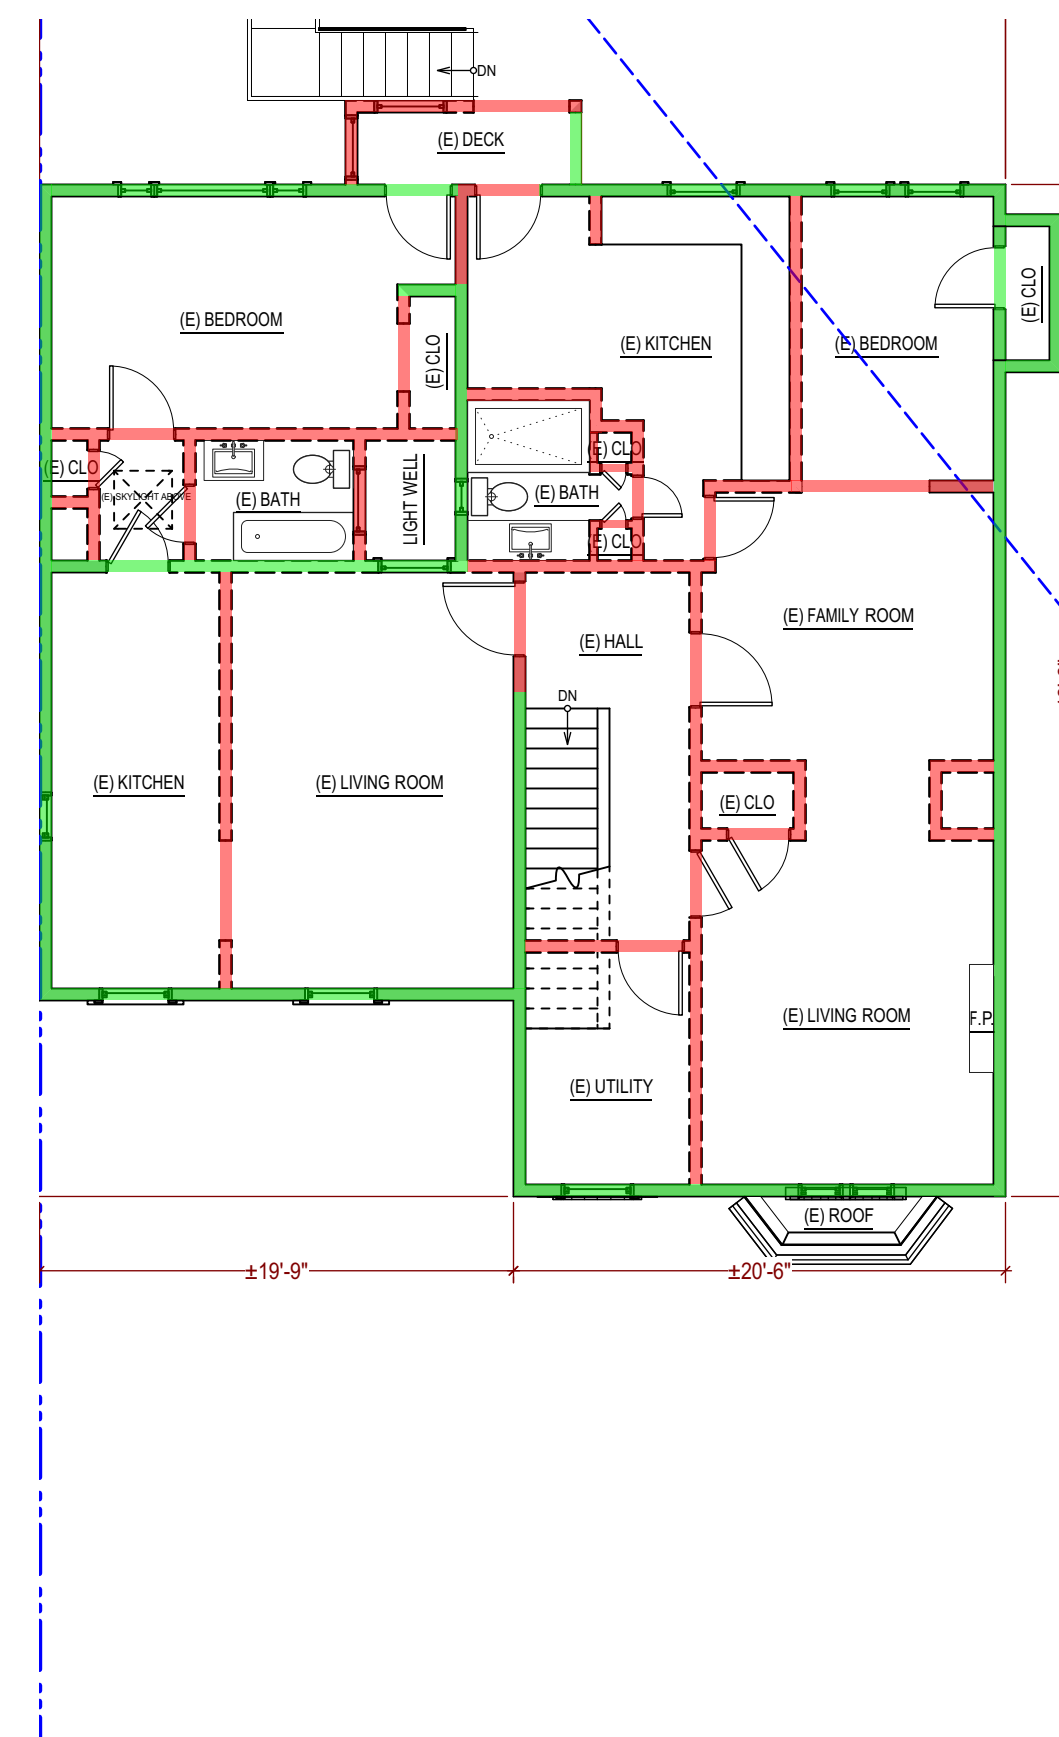 DN
(E) DECK
(E) BEDROOM
(E) CLO
(E) KITCHEN
(E) BEDROOM
(E) CLO
(E) CLO
(E) SKYLIGHT ABOVE
(E) BATH
LIGHT WELL
(E) CLO
(E) BATH
(E) CLO
(E) HALL
(E) FAMILY ROOM
DN
(E) KITCHEN
(E) LIVING ROOM
(E) CLO
(E) LIVING ROOM
F.P.
(E) UTILITY
(E) ROOF
±19'-9"
±20'-6"